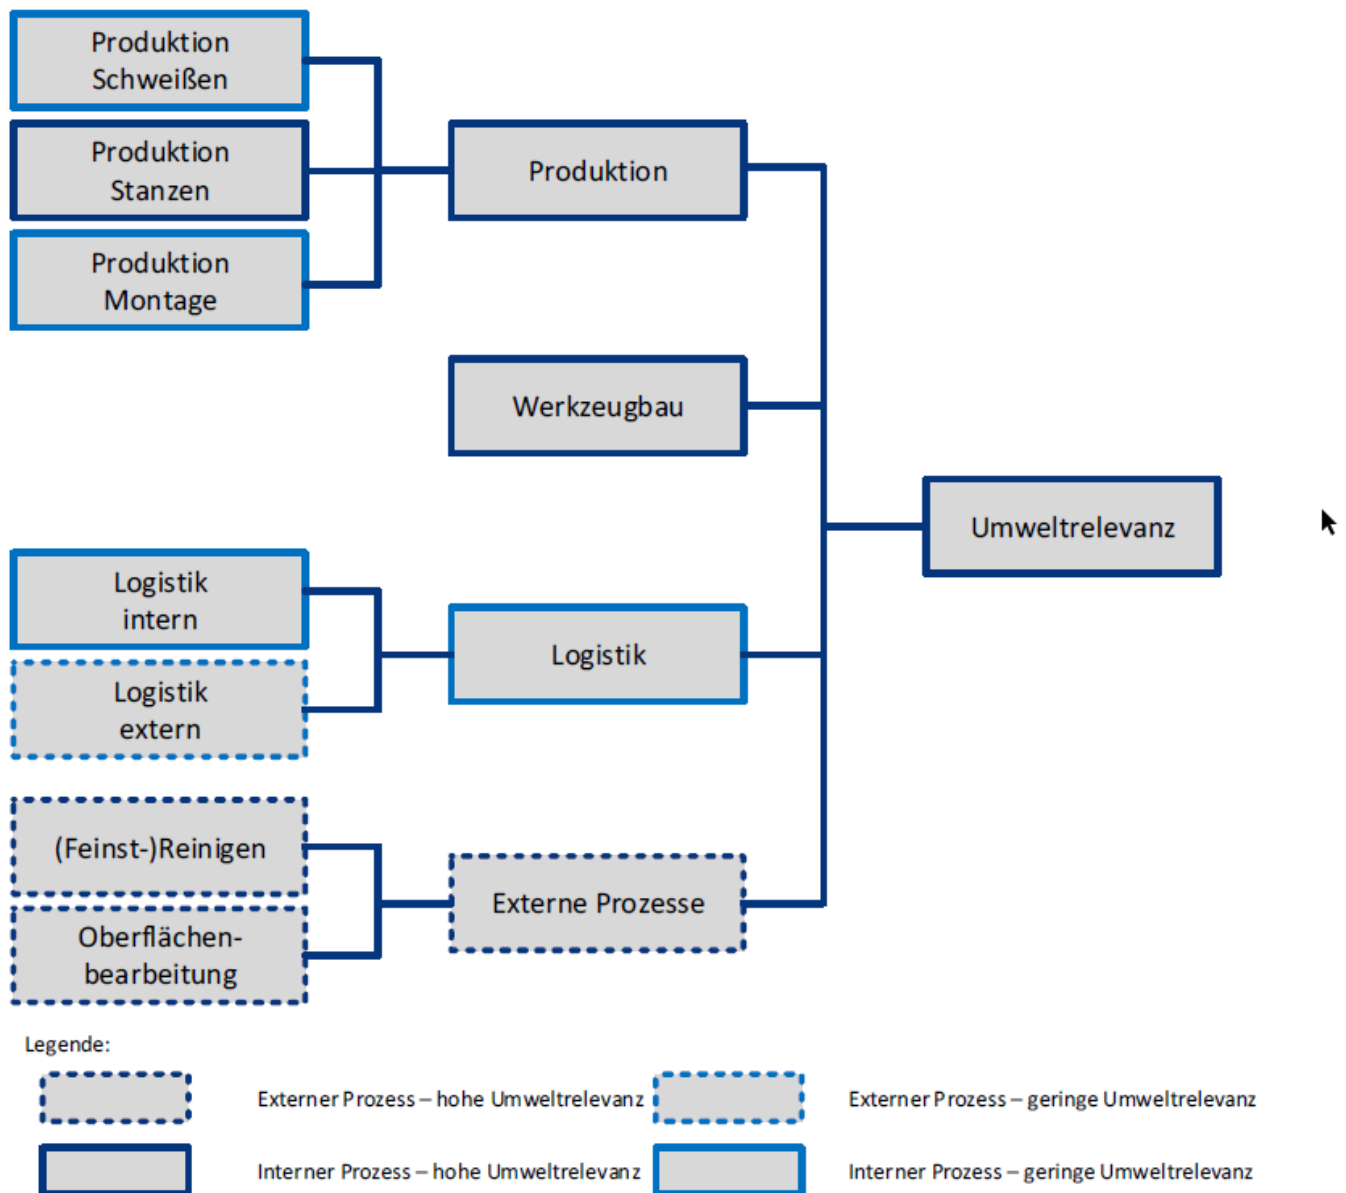 Produktion
Schweißen
Produktion
Stanzen
Produktion
Montage
Produktion
Werkzeugbau
Umweltrelevanz
Logistik
intern
Logistik
extern
Logistik
(Feinst-)Reinigen
Oberflächen-
bearbeitung
Externe Prozesse
Legende:
Externer Prozess – hohe Umweltrelevanz
Externer Prozess – geringe Umweltrelevanz
Interner Prozess – hohe Umweltrelevanz
Interner Prozess – geringe Umweltrelevanz